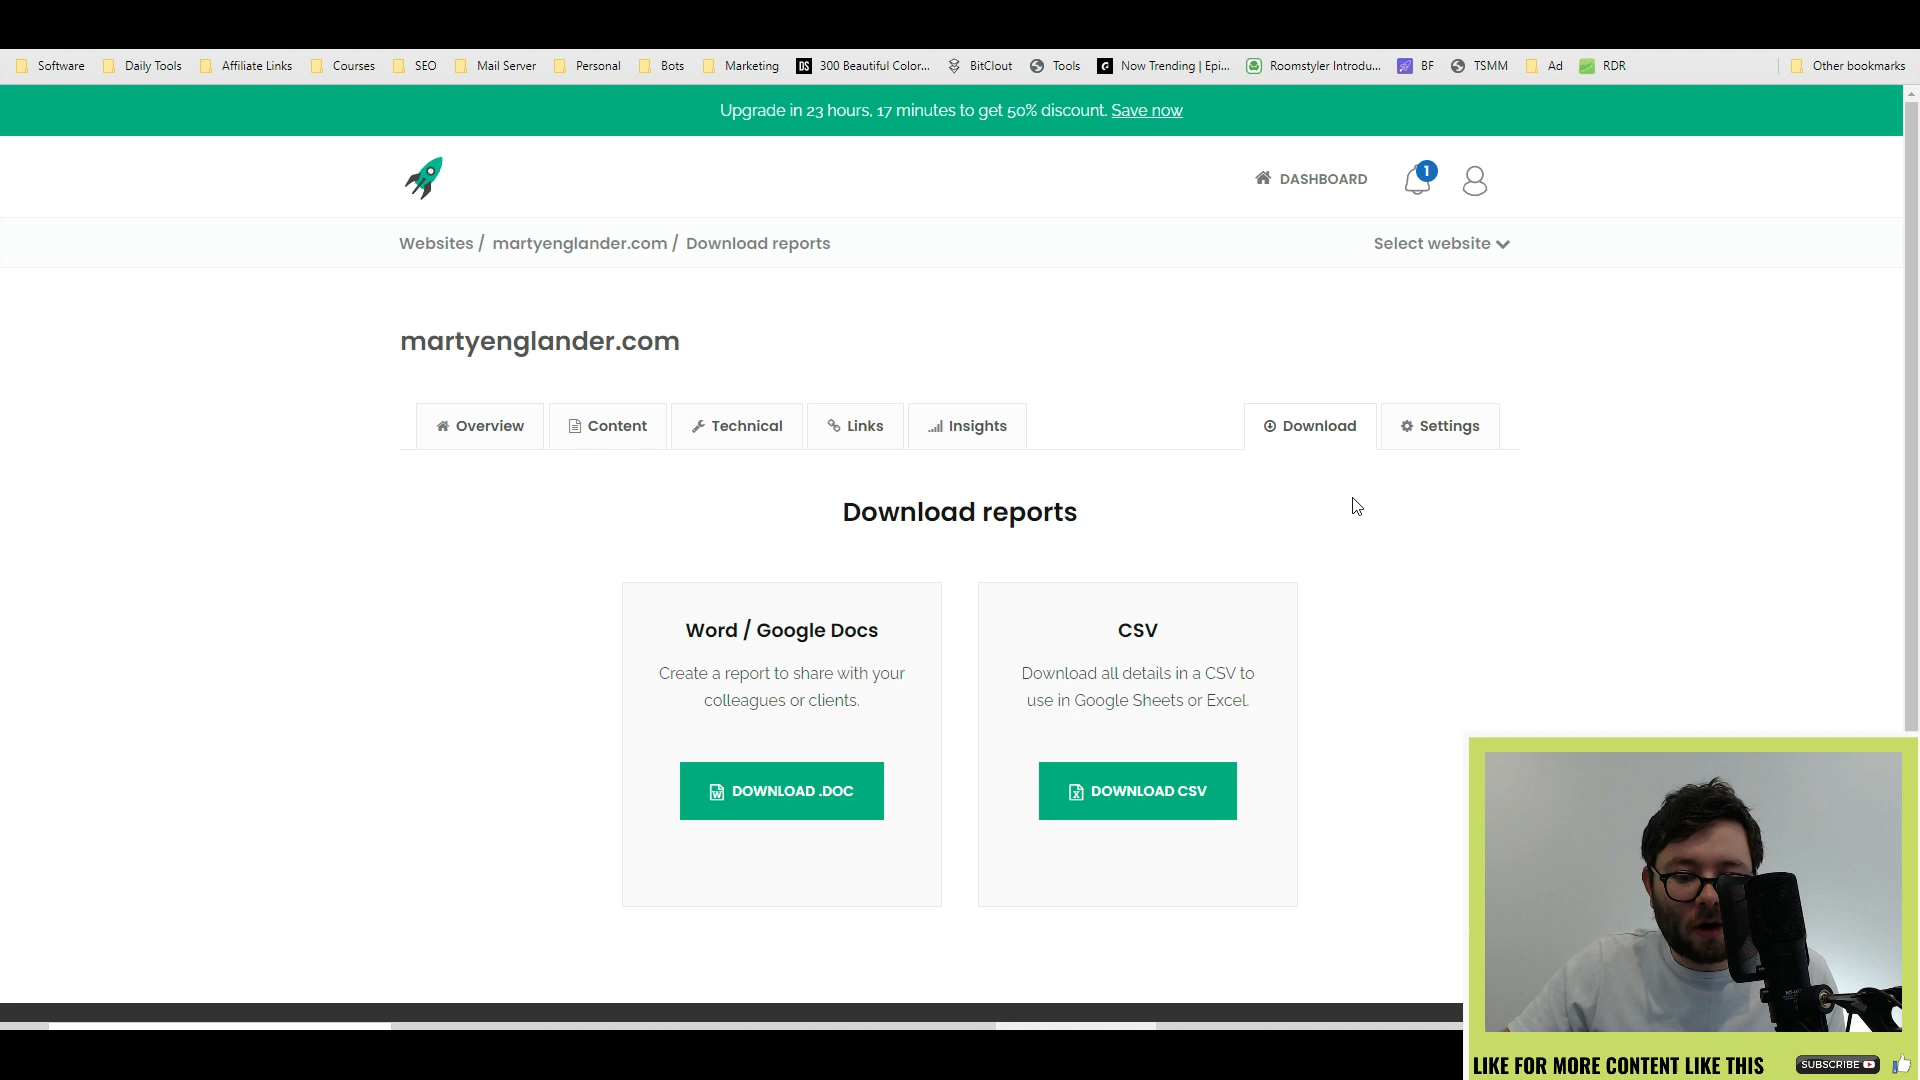 Software Daily Tools Affiliate Links Courses SEO Mail Server Personal Bots Marketing DS 300 Beautiful Color... BitClout Tools G Now Trending | Epi... Roomstyler Introdu... BF TSMM Ad RDR Other bookmarks
Upgrade in 23 hours, 17 minutes to get 50% discount. Save now
DASHBOARD 1
Websites / martyenglander.com / Download reports Select website
martyenglander.com
Overview Content Technical Links Insights Download Settings
Download reports
Word / Google Docs
Create a report to share with your
colleagues or clients.
DOWNLOAD .DOC
CSV
Download all details in a CSV to
use in Google Sheets or Excel.
DOWNLOAD CSV
LIKE FOR MORE CONTENT LIKE THIS SUBSCRIBE